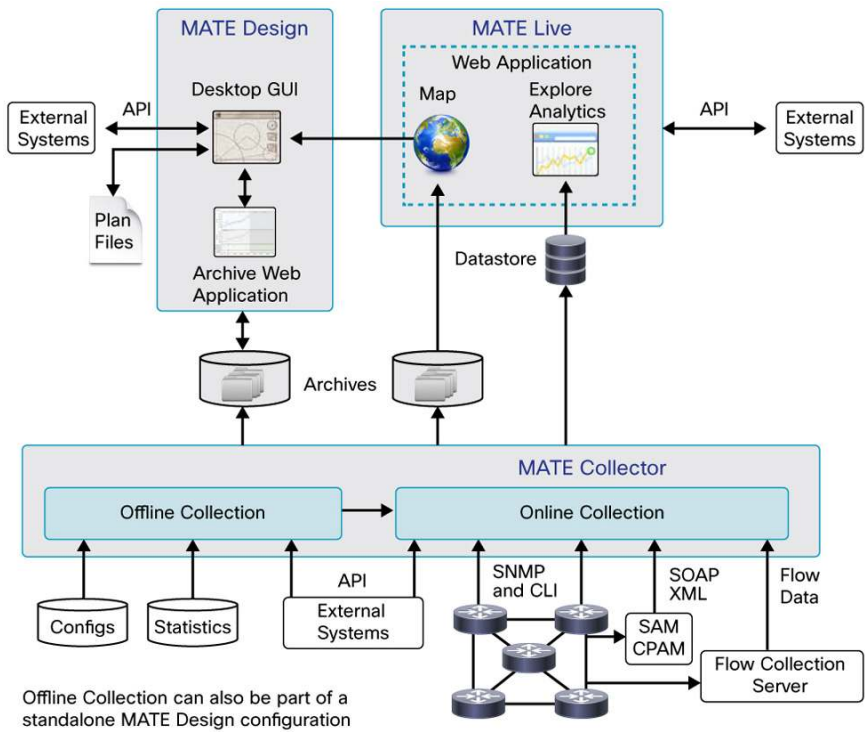 MATE Design
MATE Live
Web Application
Desktop GUI
Map
Explore
Analytics
API
External
Systems
API
External
Systems
Plan
Files
Archive Web
Application
Datastore
Archives
MATE Collector
Offline Collection
Online Collection
API
SNMP
and CLI
SOAP
XML
Flow
Data
Configs
Statistics
External
Systems
SAM
CPAM
Flow Collection
Server
Offline Collection can also be part of a
standalone MATE Design configuration